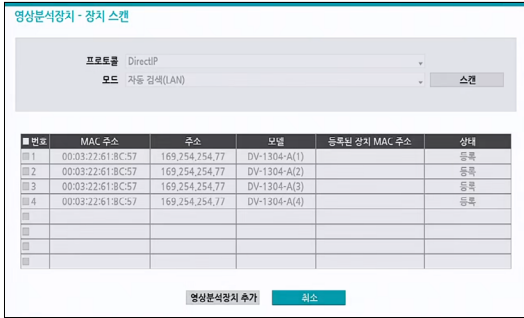 영상분석장치 - 장치 스캔
프로토콜 DirectIP
모드 자동 검색(LAN) 스캔
번호 MAC 주소 주소 모델 등록된 장치 MAC 주소 상태
1 00:03:22:61:BC:57 169,254,254,77 DV-1304-A(1) 등록
2 00:03:22:61:BC:57 169,254,254,77 DV-1304-A(2) 등록
3 00:03:22:61:BC:57 169,254,254,77 DV-1304-A(3) 등록
4 00:03:22:61:BC:57 169,254,254,77 DV-1304-A(4) 등록
영상분석장치 추가 취소